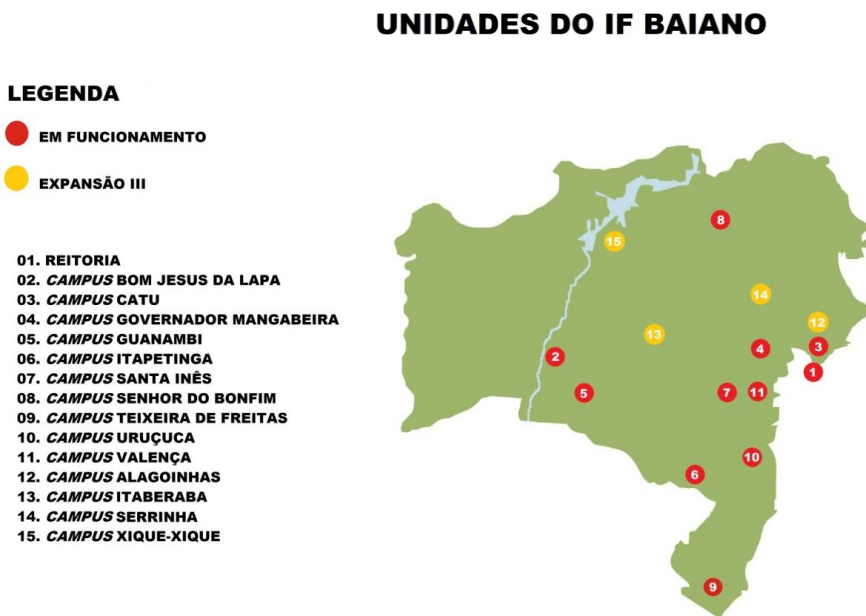 UNIDADES DO IF BAIANO
LEGENDA
EM FUNCIONAMENTO
EXPANSÃO III
01. REITORIA
02. CAMPUS BOM JESUS DA LAPA
03. CAMPUS CATU
04. CAMPUS GOVERNADOR MANGABEIRA
05. CAMPUS GUANAMBI
06. CAMPUS ITAPETINGA
07. CAMPUS SANTA INÊS
08. CAMPUS SENHOR DO BONFIM
09. CAMPUS TEIXEIRA DE FREITAS
10. CAMPUS URUÇUCA
11. CAMPUS VALENÇA
12. CAMPUS ALAGOINHAS
13. CAMPUS ITABERABA
14. CAMPUS SERRINHA
15. CAMPUS XIQUE-XIQUE
8
15
14
12
13
3
4
2
1
5
7
11
10
6
9